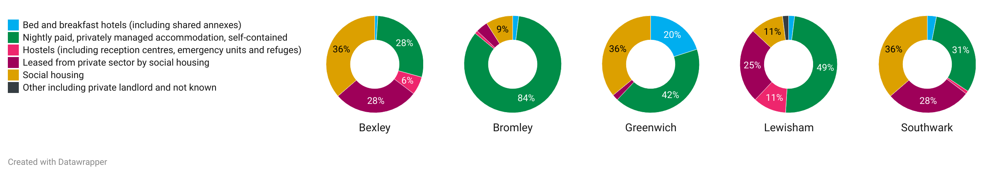 Bed and breakfast hotels (including shared annexes)
Nightly paid, privately managed accommodation, self-contained
Hostels (including reception centres, emergency units and refuges)
Leased from private sector by social housing
Social housing
Other including private landlord and not known
28%
6%
28%
36%
Bexley
84%
9%
Bromley
20%
42%
36%
Greenwich
49%
11%
25%
11%
Lewisham
31%
28%
36%
Southwark
Created with Datawrapper